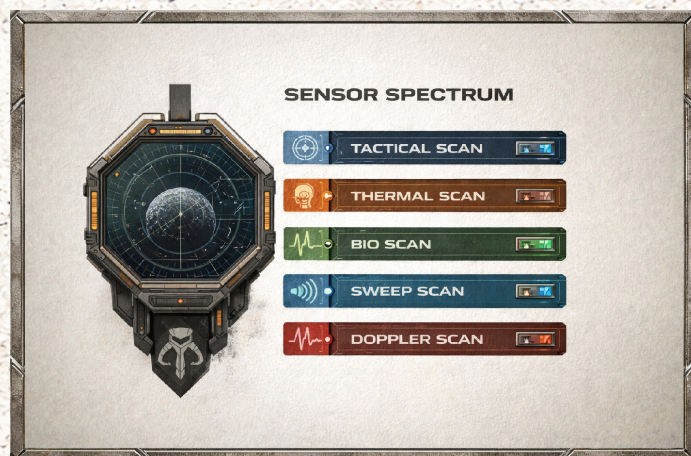 SENSOR SPECTRUM
TACTICAL SCAN
THERMAL SCAN
BIO SCAN
SWEEP SCAN
DOPPLER SCAN